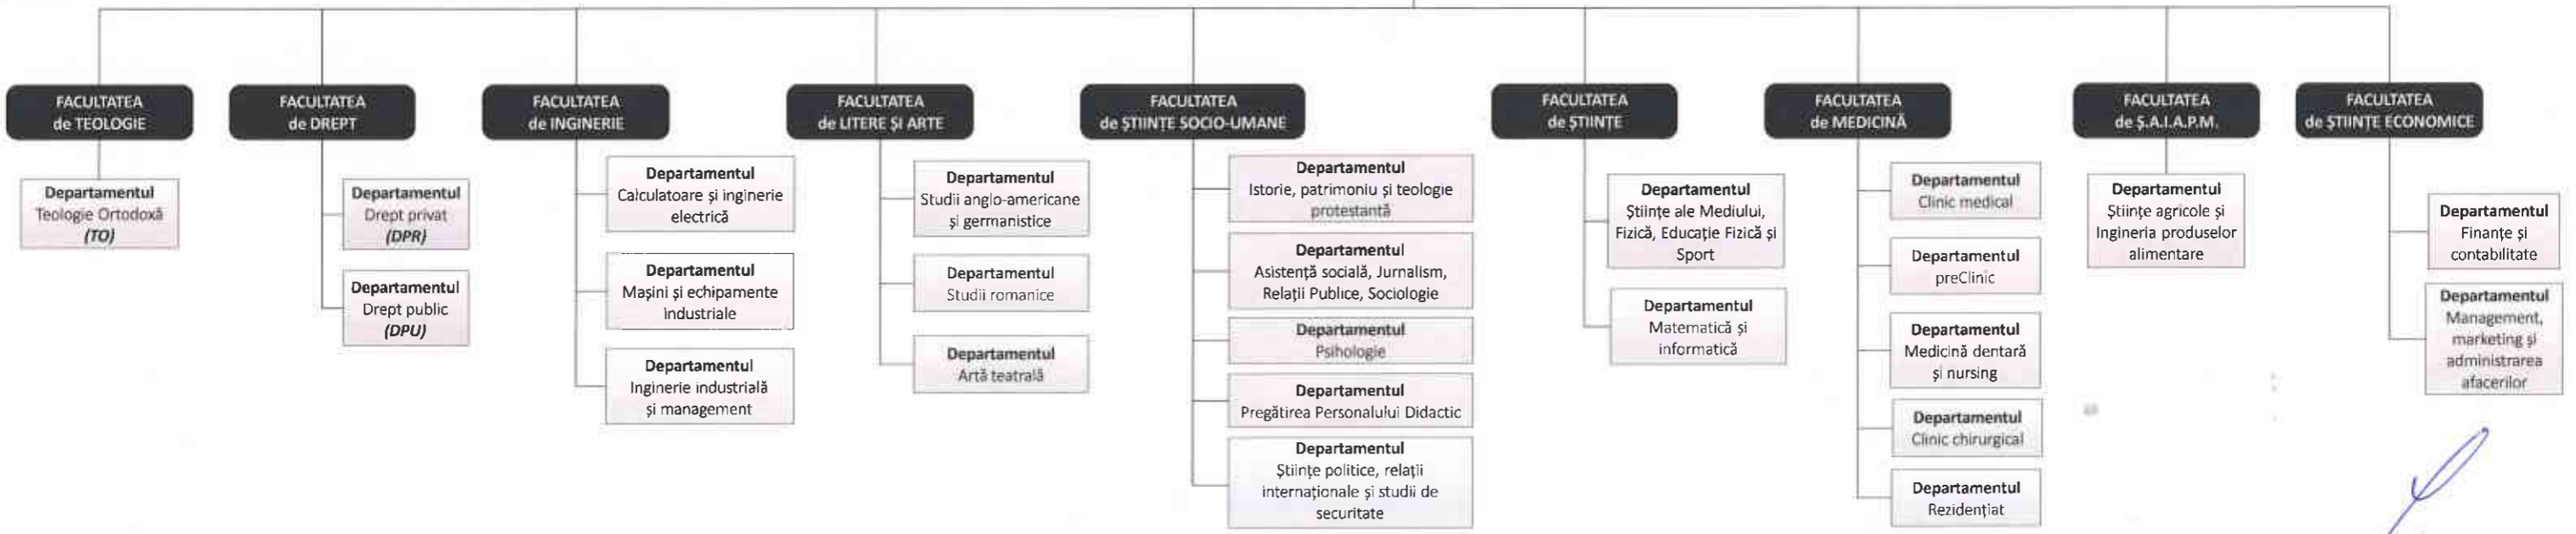 FACULTATEA
de TEOLOGIE
Departamentul
Teologie Ortodoxă
(TO)
FACULTATEA
de DREPT
Departamentul
Drept privat
(DPR)
Departamentul
Drept public
(DPU)
FACULTATEA
de INGINERIE
Departamentul
Calculatoare și inginerie
electrică
Departamentul
Mașini și echipamente
industriale
Departamentul
Inginerie industrială
și management
FACULTATEA
de LITERE ȘI ARTE
Departamentul
Studii anglo-americane
și germanistice
Departamentul
Studii romanice
Departamentul
Artă teatrală
FACULTATEA
de ȘTIINȚE SOCIO-UMANE
Departamentul
Istorie, patrimoniu și teologie
protestantă
Departamentul
Asistență socială, Jurnalism,
Relații Publice, Sociologie
Departamentul
Psihologie
Departamentul
Pregătirea Personalului Didactic
Departamentul
Științe politice, relații
internaționale și studii de
securitate
FACULTATEA
de ȘTIINȚE
Departamentul
Științe ale Mediului,
Fizică, Educație Fizică și
Sport
Departamentul
Matematică și
informatică
FACULTATEA
de MEDICINĂ
Departamentul
Clinic medical
Departamentul
preClinic
Departamentul
Medicină dentară
și nursing
Departamentul
Clinic chirurgical
Departamentul
Rezidențiat
FACULTATEA
de Ș.A.I.A.P.M.
Departamentul
Științe agricole și
Ingineria produselor
alimentare
FACULTATEA
de ȘTIINȚE ECONOMICE
Departamentul
Finanțe și
contabilitate
Departamentul
Management,
marketing și
administrarea
afacerilor